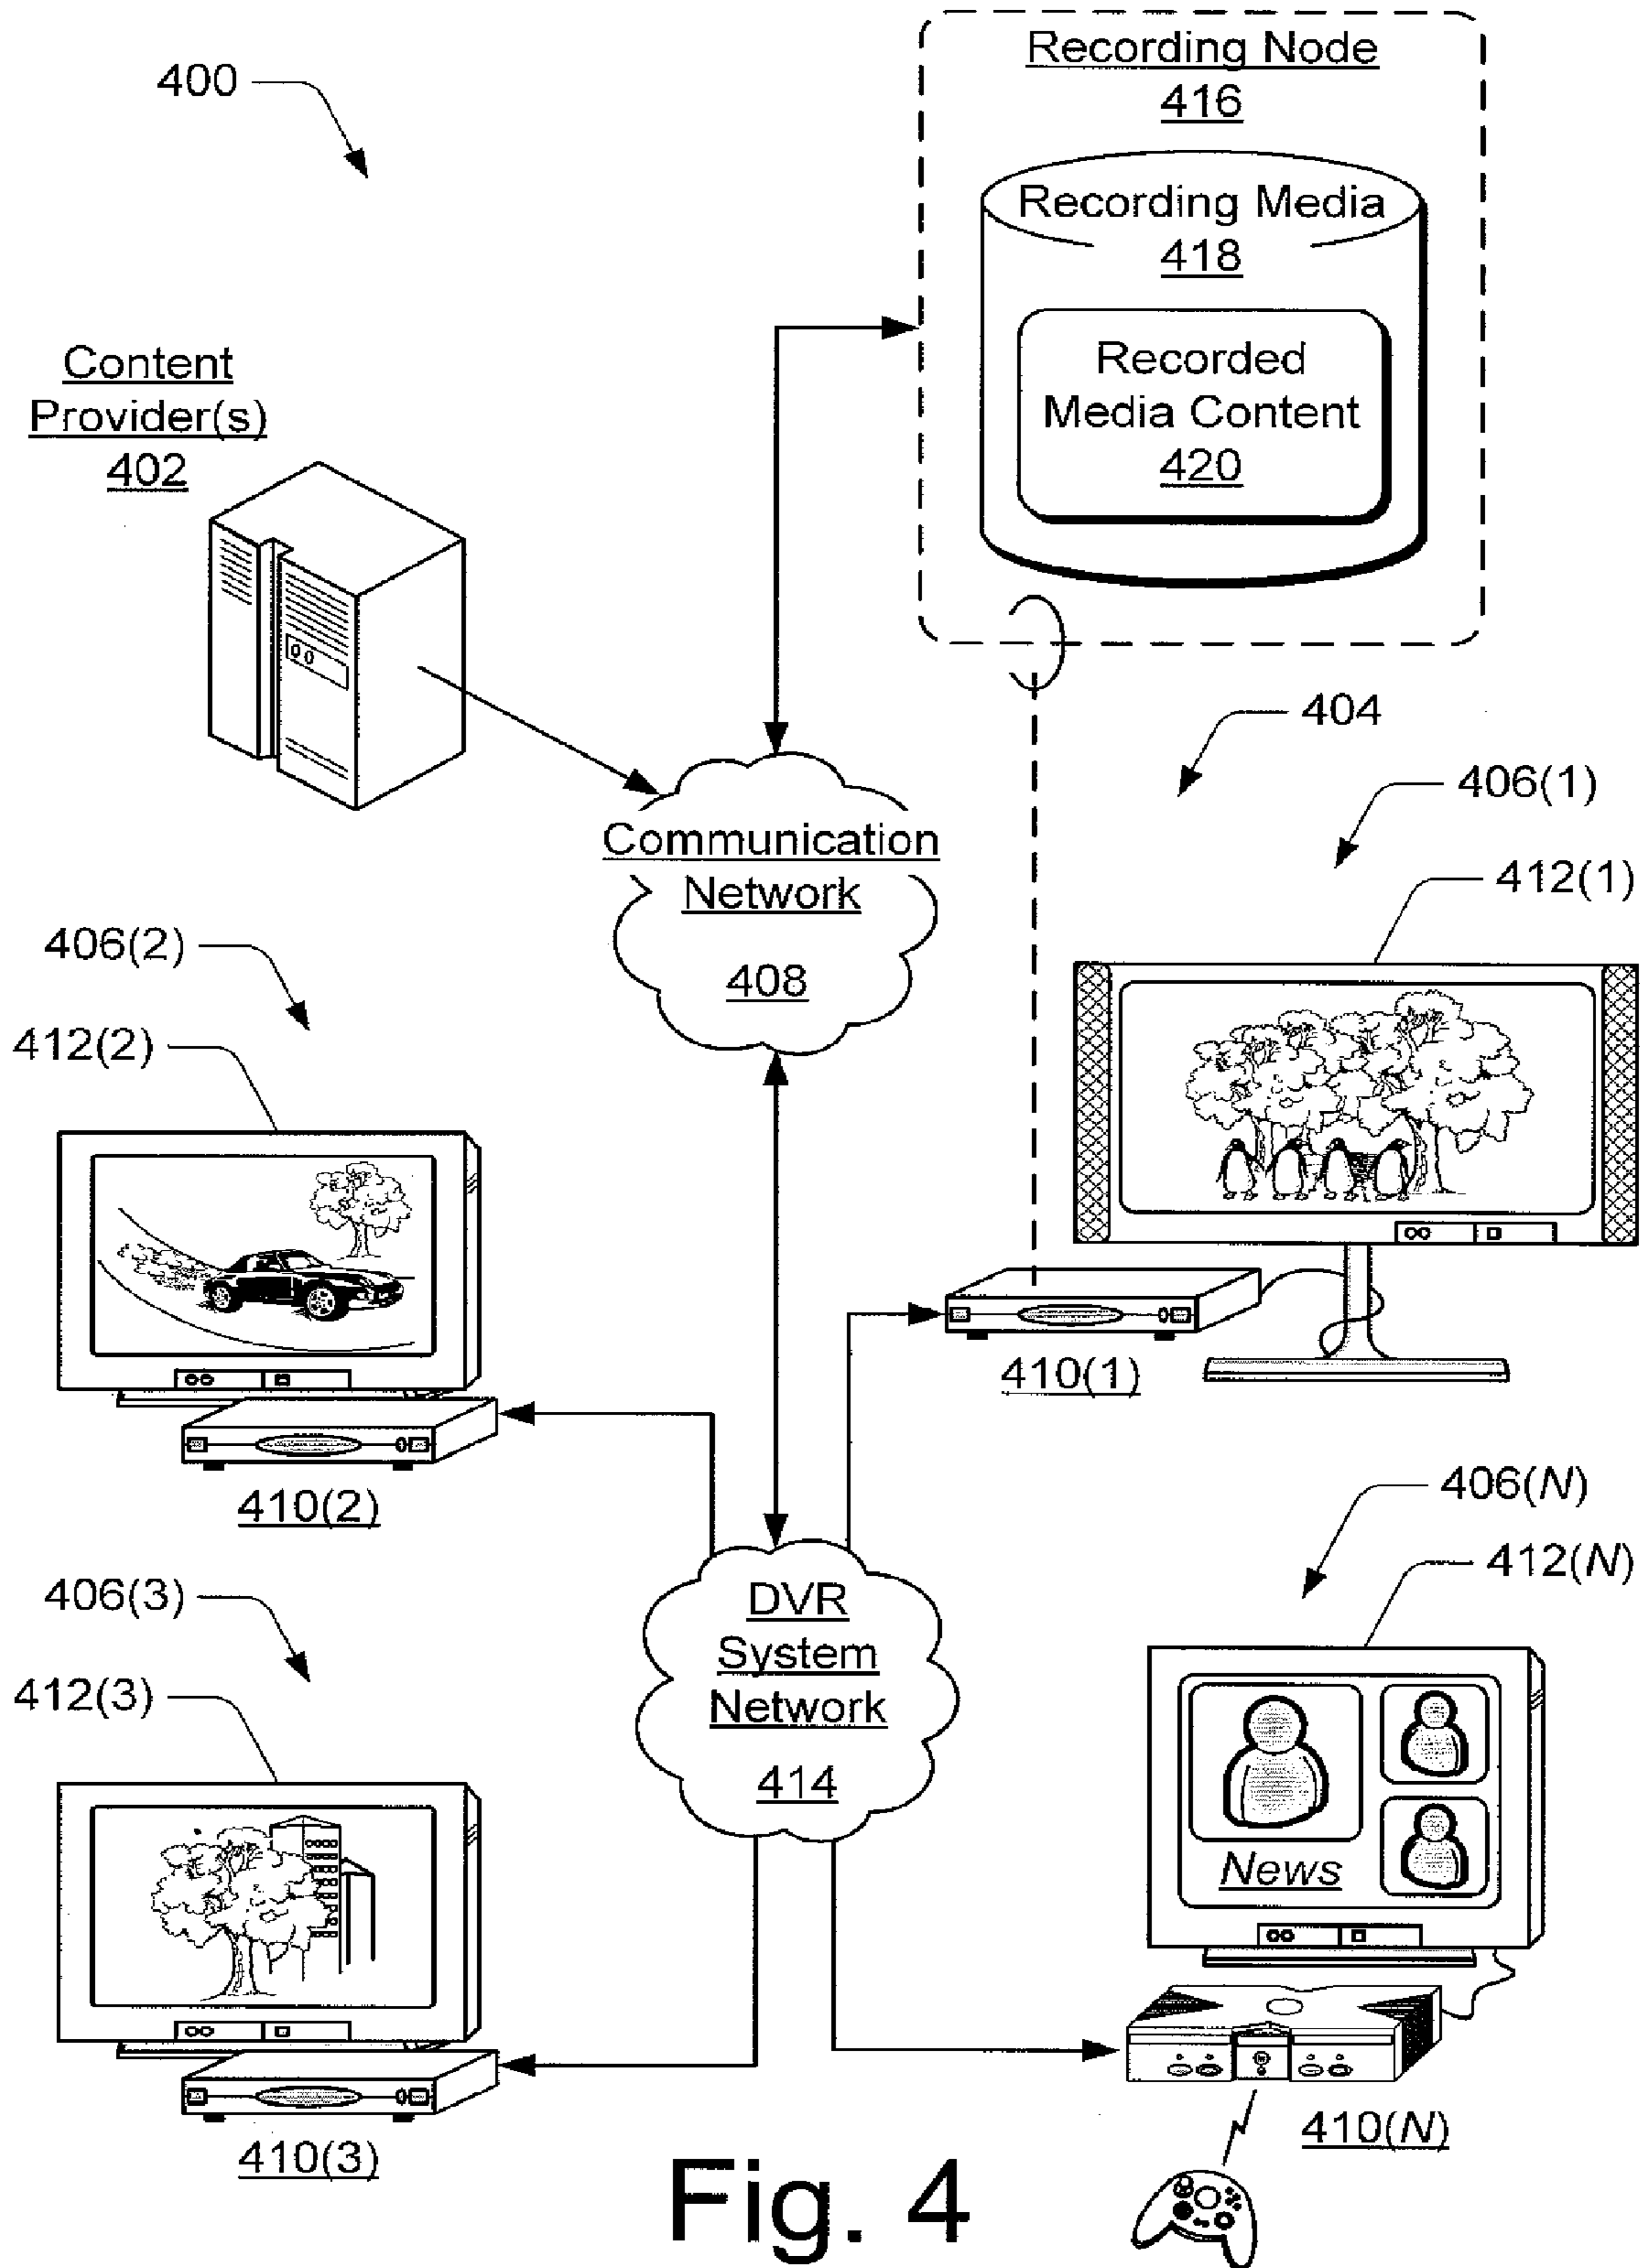 400
Recording Node
416
Recording Media
418
Recorded
Media Content
420
Content
Provider(s)
402
404
406(1)
412(1)
Communication
Network
408
406(2)
412(2)
410(1)
410(2)
406(N)
412(N)
DVR
System
Network
414
406(3)
412(3)
News
410(N)
410(3)
Fig. 4